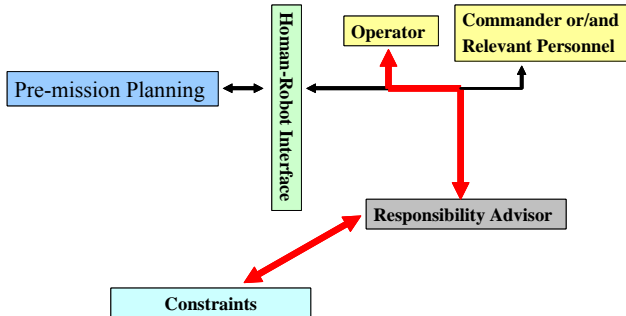 Operator
Commander or/and
Relevant Personnel
Pre-mission Planning
Homan-Robot Interface
Responsibility Advisor
Constraints